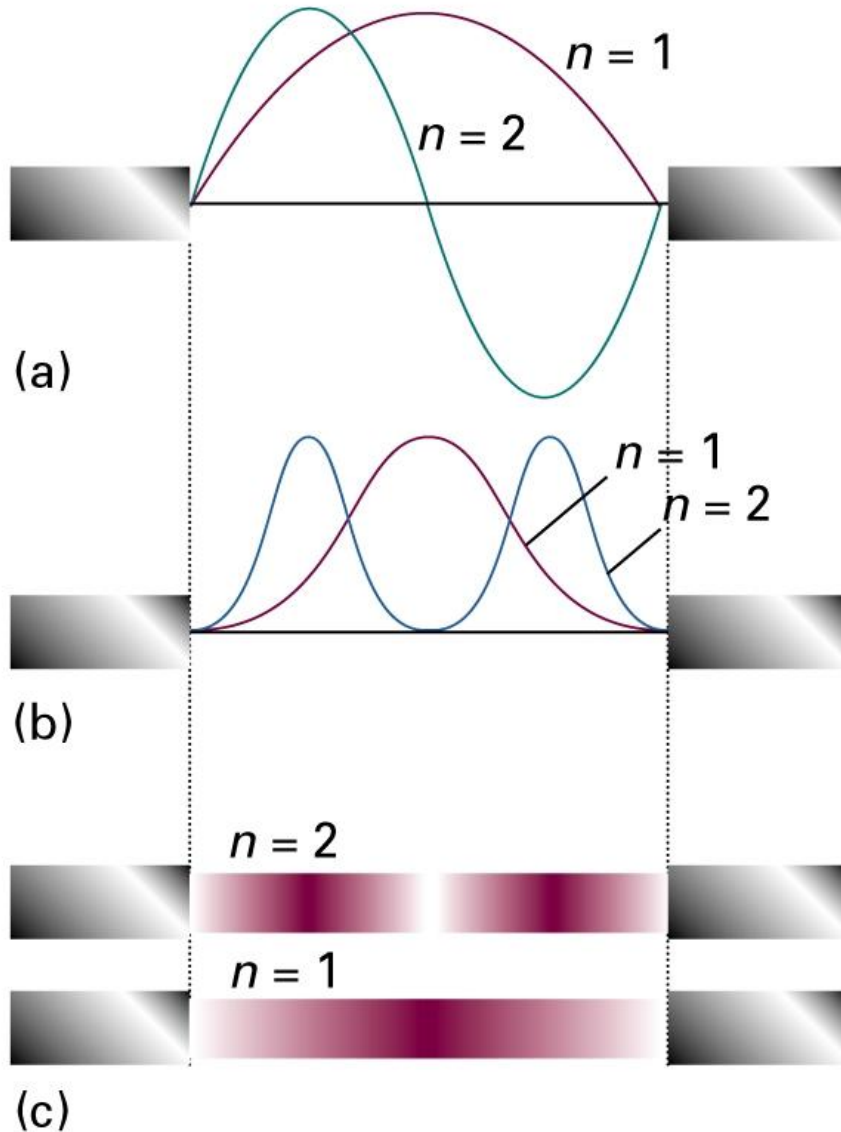 n = 1
n = 2
(a)
n = 1
n = 2
(b)
n = 2
n = 1
(c)